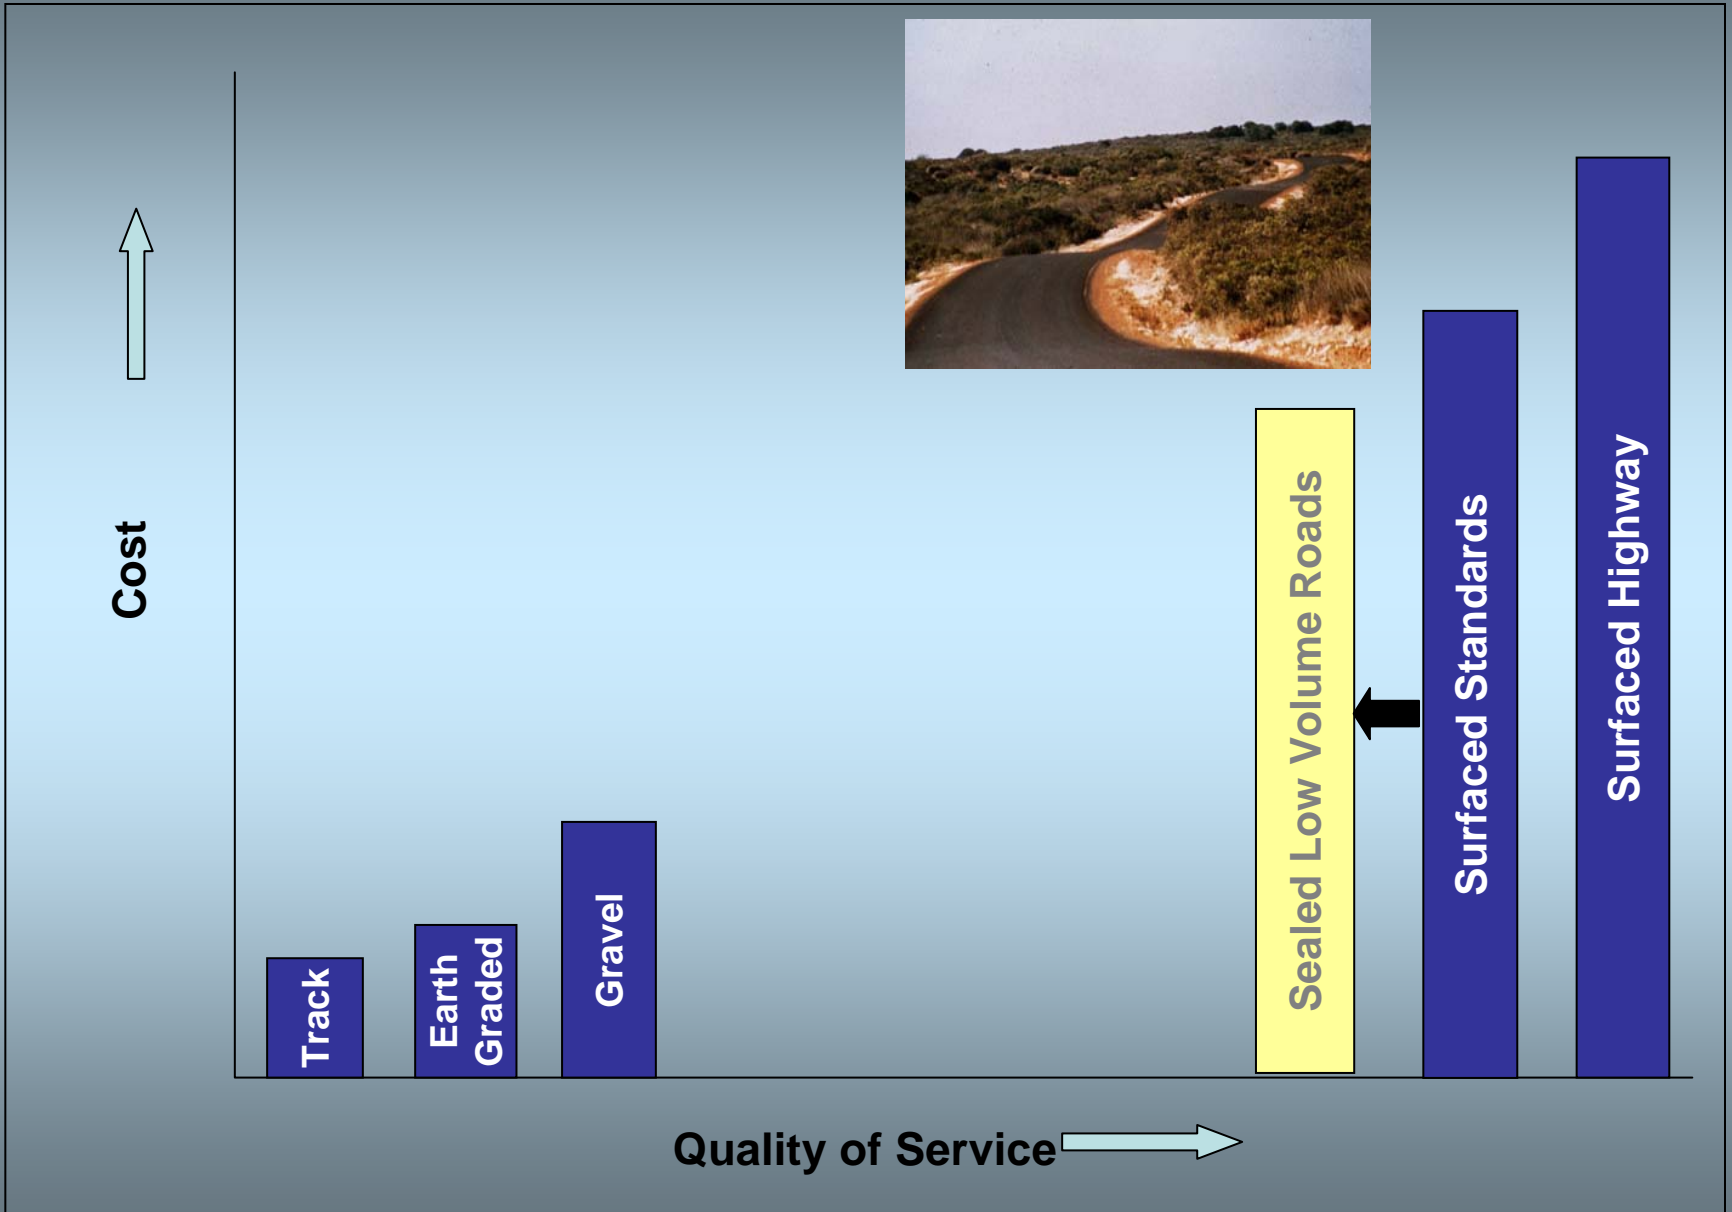 Cost
Track
Earth
Graded
Gravel
Sealed Low Volume Roads
Surfaced Standards
Surfaced Highway
Quality of Service